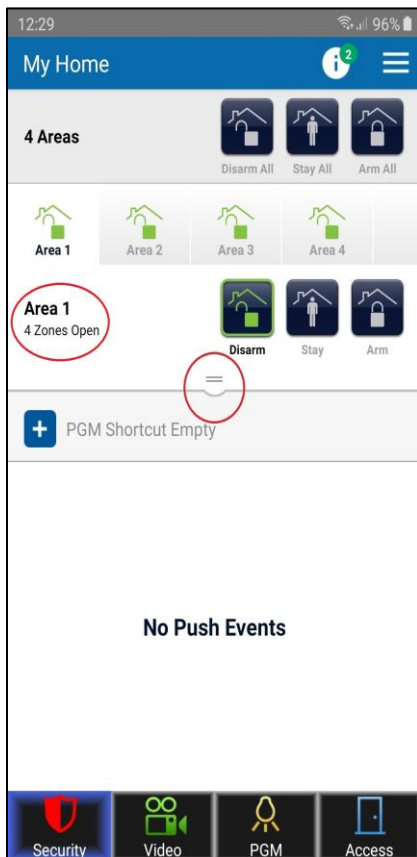 12:29 96%
My Home i 2
4 Areas
Disarm All Stay All Arm All
Area 1 Area 2 Area 3 Area 4
Area 1
4 Zones Open
Disarm Stay Arm
+ PGM Shortcut Empty
No Push Events
Security Video PGM Access